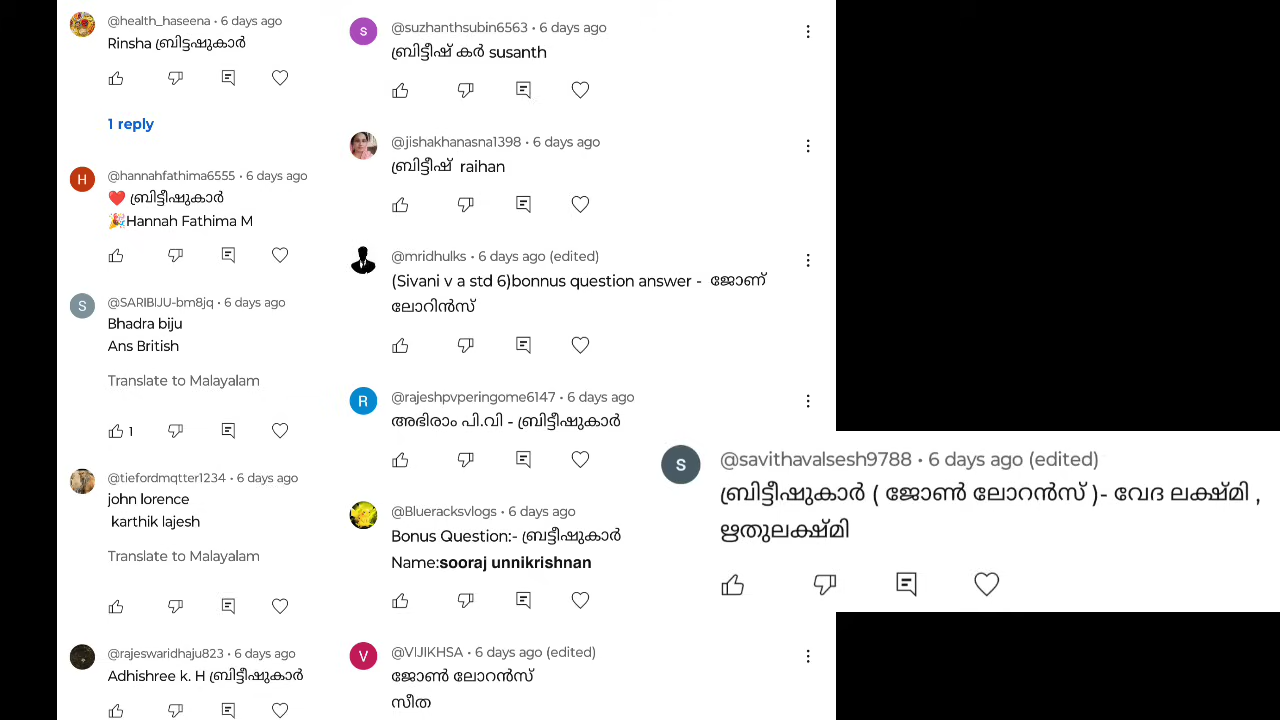 @health_haseena • 6 days ago
Rinsha ബ്രിട്ടഷുകാർ
1 reply
@hannahfathima6555 • 6 days ago
❤️ ബ്രിട്ടീഷുകാർ
🎉Hannah Fathima M
@SARIBIJU-bm8jq • 6 days ago
Bhadra biju
Ans British
Translate to Malayalam
1
@tiefordmqtter1234 • 6 days ago
john lorence
karthik lajesh
Translate to Malayalam
@rajeswaridhaju823 • 6 days ago
Adhishree k. H ബ്രിട്ടീഷുകാർ
@suzhanthsubin6563 • 6 days ago
ബ്രിട്ടീഷ് കർ susanth
@jishakhanasna1398 • 6 days ago
ബ്രിട്ടീഷ് raihan
@mridhulks • 6 days ago (edited)
(Sivani v a std 6)bonnus question answer - ജോണ്
ലോറിൻസ്
@rajeshpvperingome6147 • 6 days ago
അഭിരാം പി.വി - ബ്രിട്ടീഷുകാർ
@Blueracksvlogs • 6 days ago
Bonus Question:- ബ്രട്ടീഷുകാർ
Name:sooraj unnikrishnan
@VIJIKHSA • 6 days ago (edited)
ജോൺ ലോറൻസ്
സീത
@savithavalsesh9788 • 6 days ago (edited)
ബ്രിട്ടീഷുകാർ ( ജോൺ ലോറൻസ് )- വേദ ലക്ഷ്മി ,
ഋതുലക്ഷ്മി
S
H
S
R
V
S